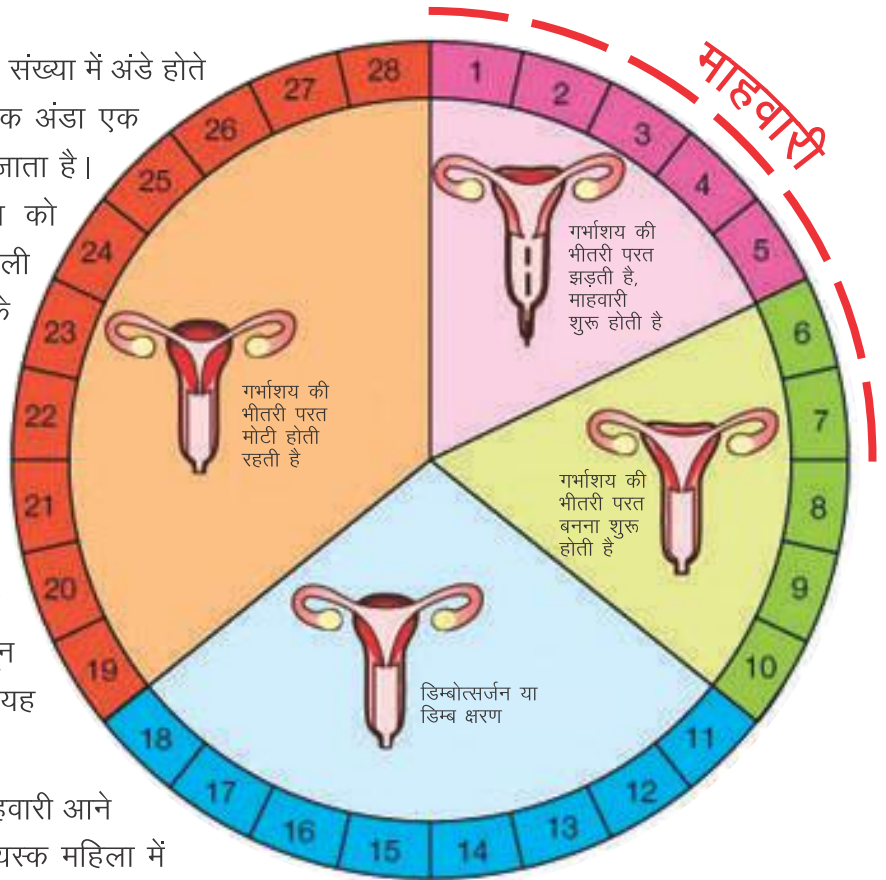 संख्या में अंडे होते
क अंडा एक
जाता है।
को
ली
के
यह
हवारी आने
यस्क महिला में
माहवारी
1
2
3
4
5
6
7
8
9
10
11
12
13
14
15
16
17
18
19
20
21
22
23
24
25
26
27
28
गर्भाशय की
भीतरी परत
झड़ती है,
माहवारी
शुरू होती है
गर्भाशय की
भीतरी परत
बनना शुरू
होती है
डिम्बोत्सर्जन या
डिम्ब क्षरण
गर्भाशय की
भीतरी परत
मोटी होती
रहती है